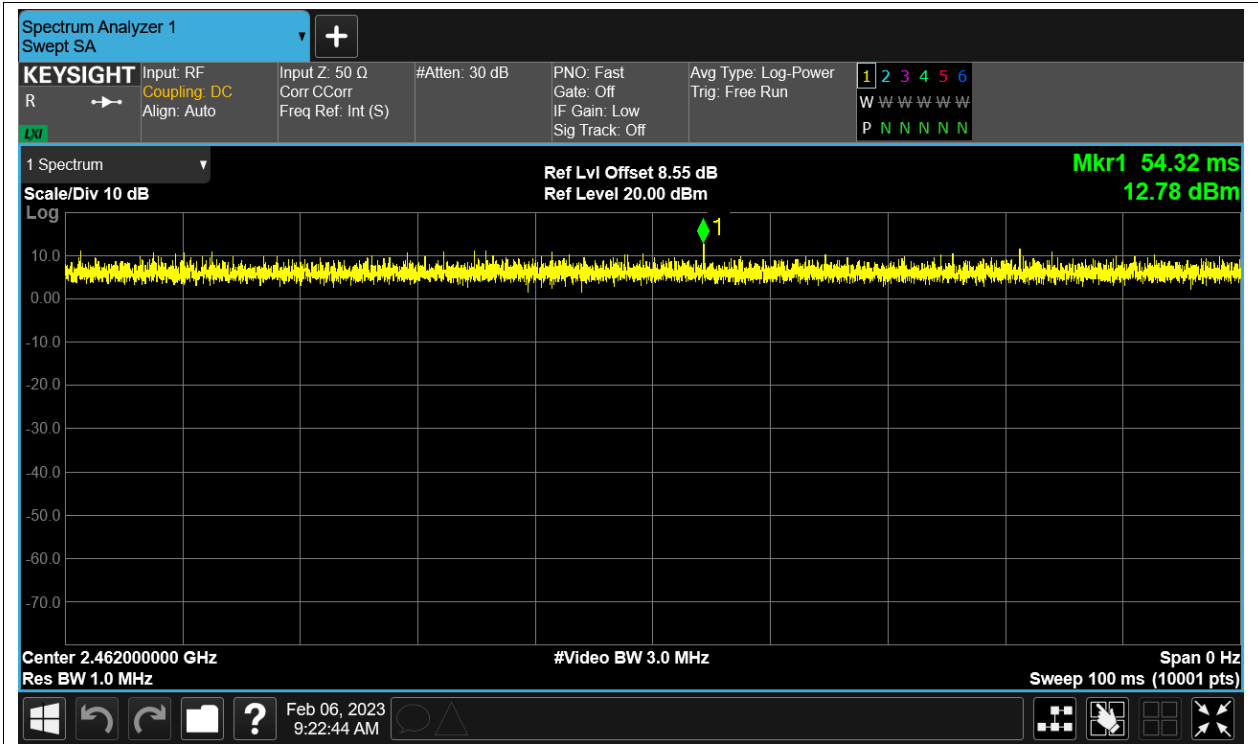 Spectrum Analyzer 1
Swept SA
KEYSIGHT
R
LXI
Input: RF
Coupling: DC
Align: Auto
Input Z: 50 Ω
Corr CCorr
Freq Ref: Int (S)
#Atten: 30 dB
PNO: Fast
Gate: Off
IF Gain: Low
Sig Track: Off
Avg Type: Log-Power
Trig: Free Run
1 2 3 4 5 6
W W W W W W
P N N N N N
1 Spectrum
Scale/Div 10 dB
Ref Lvl Offset 8.55 dB
Ref Level 20.00 dBm
Mkr1 54.32 ms
12.78 dBm
Log
1
10.0
0.00
-10.0
-20.0
-30.0
-40.0
-50.0
-60.0
-70.0
Center 2.462000000 GHz
#Video BW 3.0 MHz
Span 0 Hz
Res BW 1.0 MHz
Sweep 100 ms (10001 pts)
?
Feb 06, 2023
9:22:44 AM